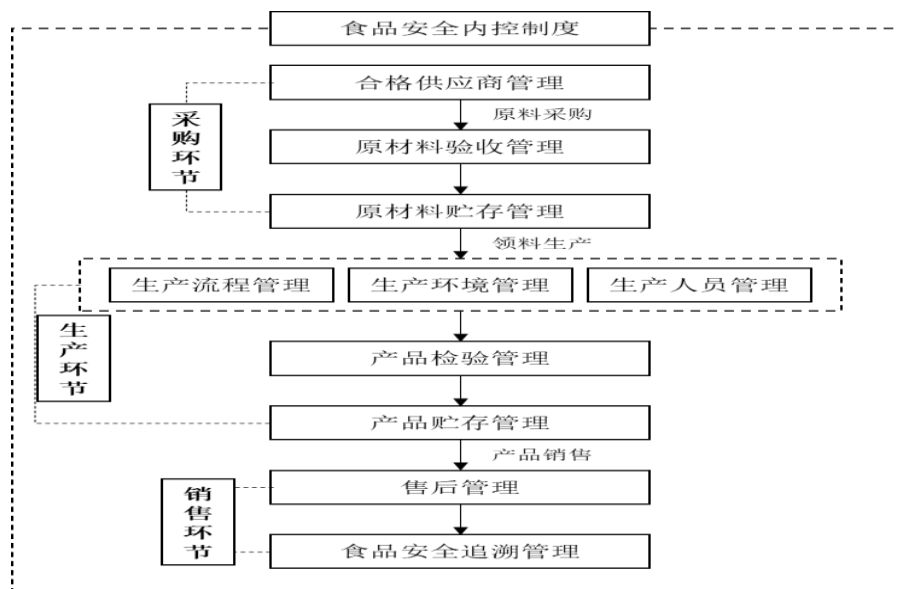 食品安全内控制度
合格供应商管理
原料采购
采购环节
原材料验收管理
原材料贮存管理
领料生产
生产流程管理 生产环境管理 生产人员管理
生产环节
产品检验管理
产品贮存管理
产品销售
售后管理
销售环节
食品安全追溯管理